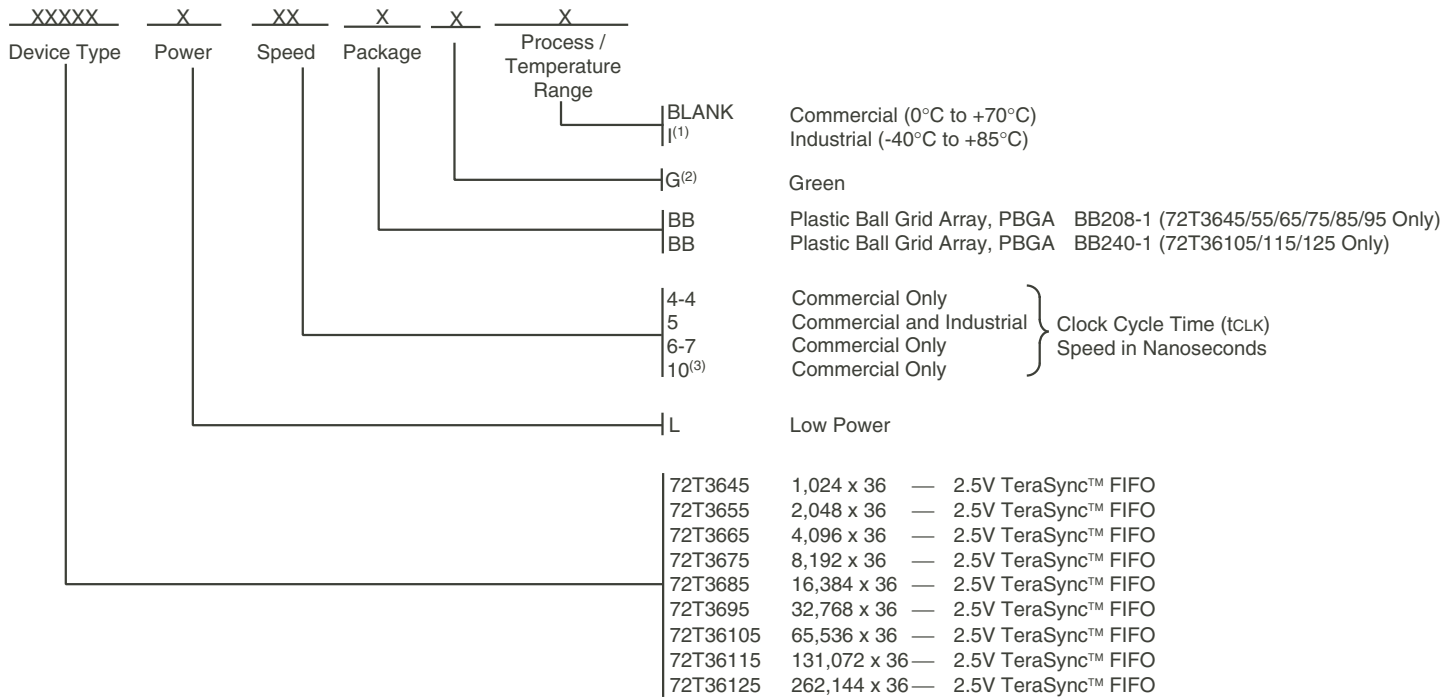 XXXXX X XX X X X
Device Type Power Speed Package Process /
Temperature
Range
BLANK Commercial (0°C to +70°C)
I(1) Industrial (-40°C to +85°C)
G(2) Green
BB Plastic Ball Grid Array, PBGA BB208-1 (72T3645/55/65/75/85/95 Only)
BB Plastic Ball Grid Array, PBGA BB240-1 (72T36105/115/125 Only)
4-4 Commercial Only
5 Commercial and Industrial
6-7 Commercial Only
10(3) Commercial Only
Clock Cycle Time (tCLK)
Speed in Nanoseconds
L Low Power
72T3645 1,024 x 36 — 2.5V TeraSync™ FIFO
72T3655 2,048 x 36 — 2.5V TeraSync™ FIFO
72T3665 4,096 x 36 — 2.5V TeraSync™ FIFO
72T3675 8,192 x 36 — 2.5V TeraSync™ FIFO
72T3685 16,384 x 36 — 2.5V TeraSync™ FIFO
72T3695 32,768 x 36 — 2.5V TeraSync™ FIFO
72T36105 65,536 x 36 — 2.5V TeraSync™ FIFO
72T36115 131,072 x 36 — 2.5V TeraSync™ FIFO
72T36125 262,144 x 36 — 2.5V TeraSync™ FIFO